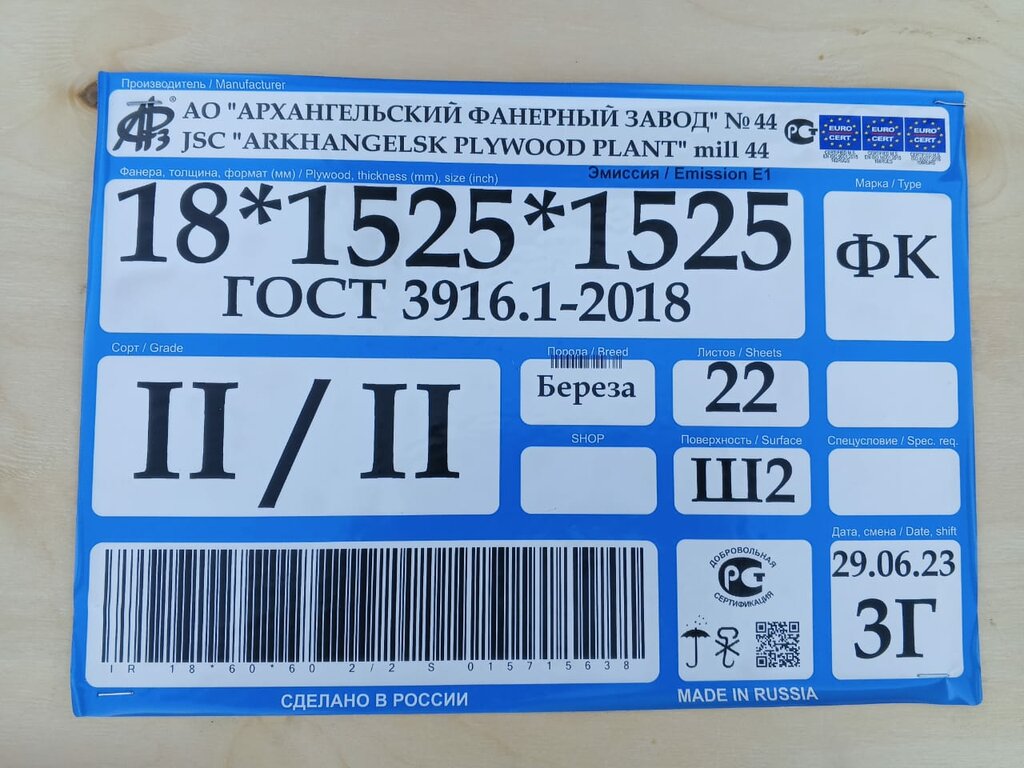 Производитель / Manufacturer
АФЗ ® АО "АРХАНГЕЛЬСКИЙ ФАНЕРНЫЙ ЗАВОД" № 44
JSC "ARKHANGELSK PLYWOOD PLANT" mill 44
РСТ
EURO CERT EURO CERT EURO CERT
Фанера, толщина, формат (мм) / Plywood, thickness (mm), size (inch)
Эмиссия / Emission E1
18*1525*1525
ГОСТ 3916.1-2018
Марка / Type
ФК
Сорт / Grade
II / II
Порода / Breed
Береза
Листов / Sheets
22
SHOP
Поверхность / Surface
Ш2
Спецусловие / Spec. req.
IR 18*60*60 2/2 S 015715638
ДОБРОВОЛЬНАЯ
РСТ
СЕРТИФИКАЦИЯ
Дата, смена / Date, shift
29.06.23
3Г
СДЕЛАНО В РОССИИ
MADE IN RUSSIA